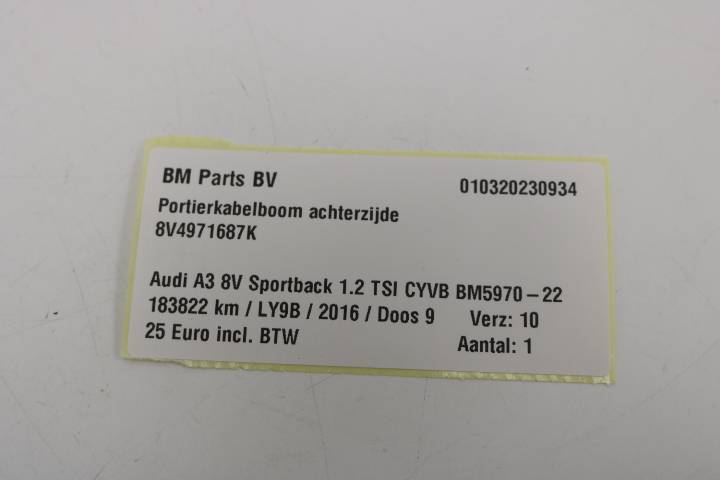 BM Parts BV 010320230934
Portierkabelboom achterzijde
8V4971687K
Audi A3 8V Sportback 1.2 TSI CYVB BM5970-22
183822 km / LY9B / 2016 / Doos 9 Verz: 10
25 Euro incl. BTW Aantal: 1